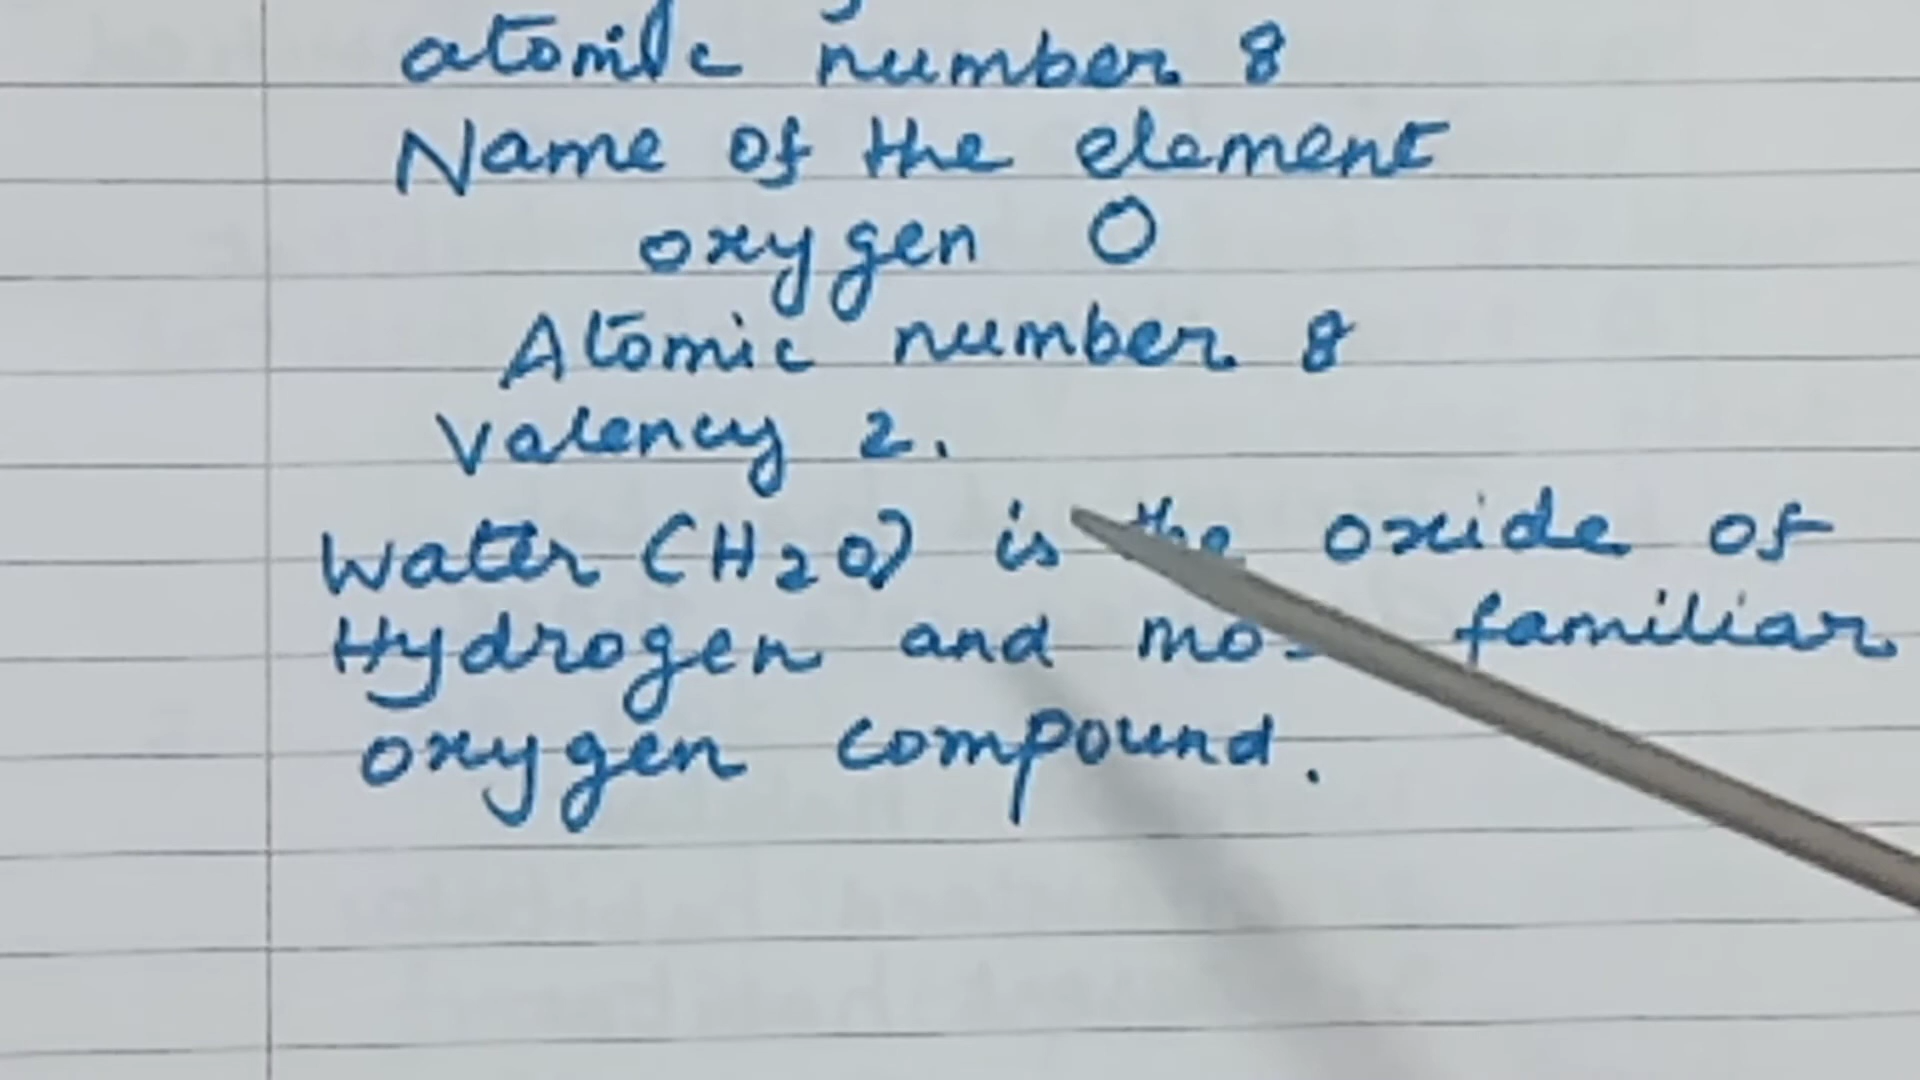 atomic number 8
Name of the element
oxygen O
Atomic number 8
Valency 2.
Water (H2O) is the oxide of
Hydrogen and familiar
oxygen compound.